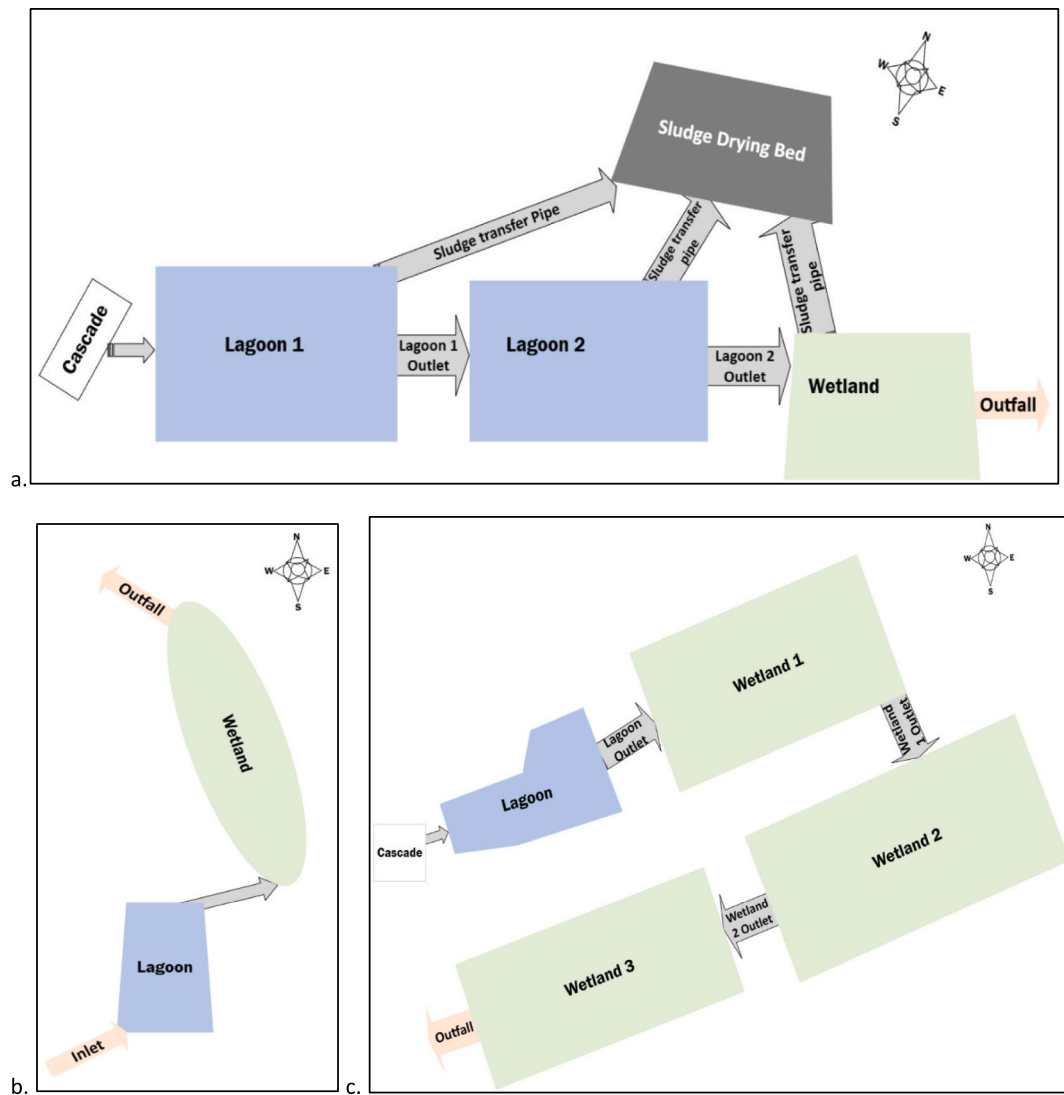 N
W
E
S
Sludge Drying Bed
Sludge transfer Pipe
Sludge transfer
pipe
Sludge transfer
pipe
Cascade
Lagoon 1
Lagoon 1
Outlet
Lagoon 2
Lagoon 2
Outlet
Wetland
Outfall
a.
N
W
E
S
Outfall
Wetland
Lagoon
Inlet
b.
N
W
E
S
Wetland 1
Wetland
1 Outlet
Lagoon
Outlet
Lagoon
Cascade
Wetland 2
Wetland
2 Outlet
Wetland 3
Outfall
c.